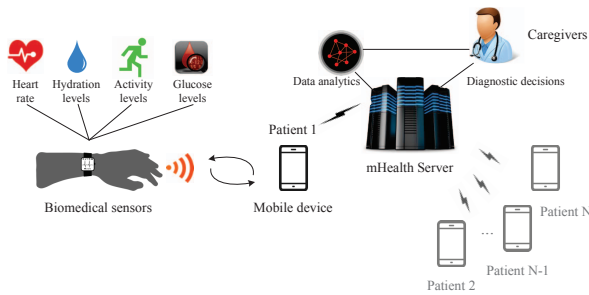 Caregivers
Heart
rate
Hydration
levels
Activity
levels
Glucose
levels
Data analytics
Diagnostic decisions
Patient 1
mHealth Server
Biomedical sensors
Mobile device
Patient N
...
Patient N-1
Patient 2